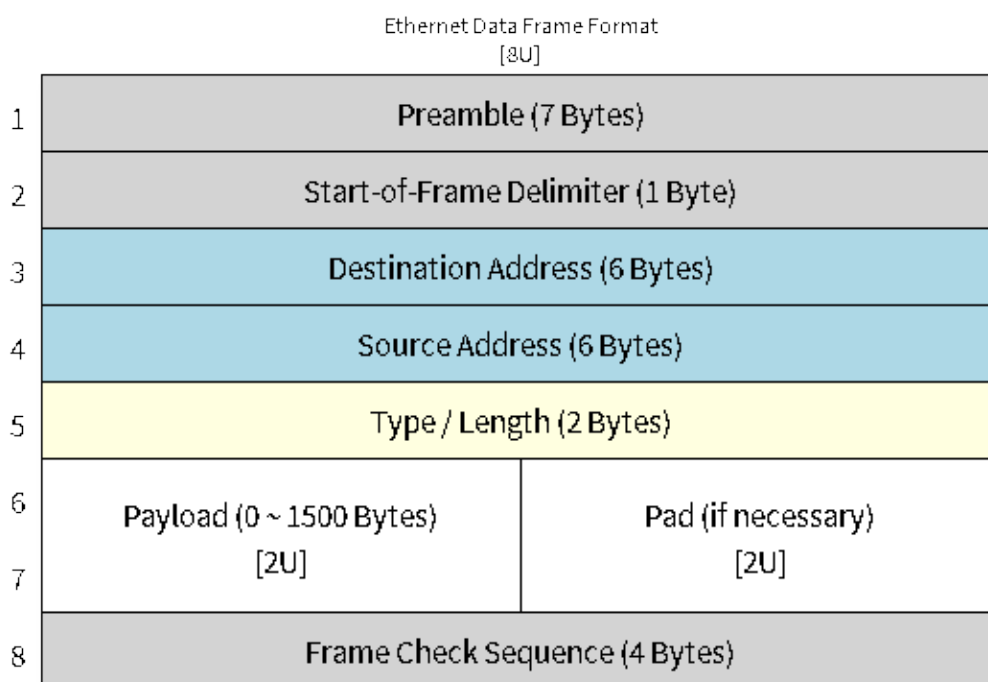 Ethernet Data Frame Format
[8U]
1 Preamble (7 Bytes)
2 Start-of-Frame Delimiter (1 Byte)
3 Destination Address (6 Bytes)
4 Source Address (6 Bytes)
5 Type / Length (2 Bytes)
6
Payload (0 ~ 1500 Bytes) Pad (if necessary)
[2U] [2U]
7
8 Frame Check Sequence (4 Bytes)